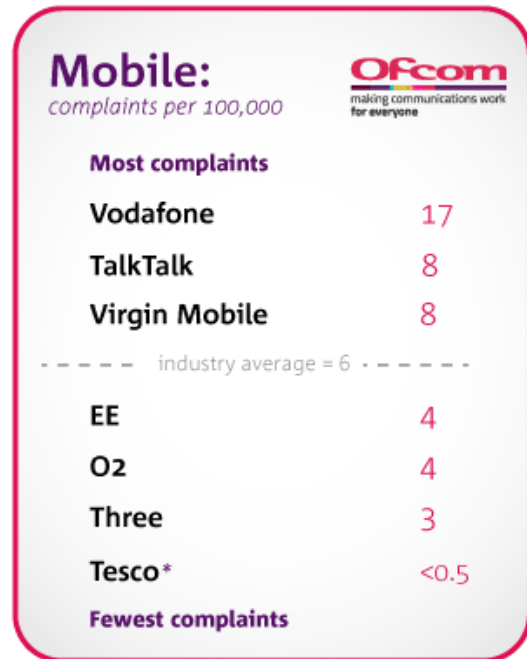 Mobile:
complaints per 100,000
Ofcom
making communications work
for everyone
Most complaints
Vodafone 17
TalkTalk 8
Virgin Mobile 8
industry average = 6
EE 4
O2 4
Three 3
Tesco* <0.5
Fewest complaints